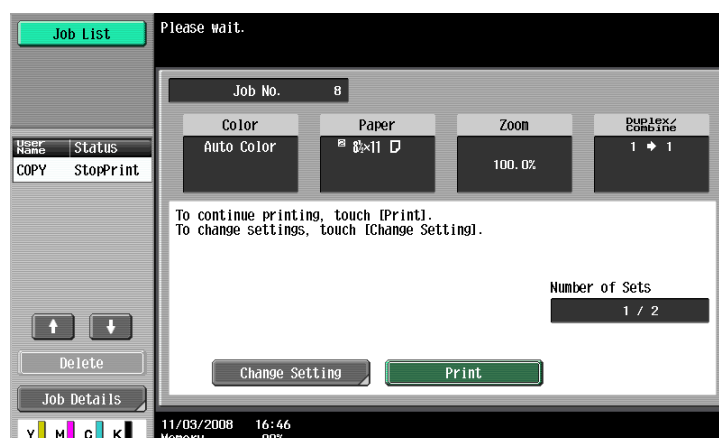 Job List
Please wait.
Job No. 8
Color
Paper
Zoom
Duplex/
Combine
Auto Color
8½×11
100.0%
1 → 1
User
Name
Status
COPY StopPrint
To continue printing, touch [Print].
To change settings, touch [Change Setting].
Number of Sets
1 / 2
Delete
Change Setting
Print
Job Details
Y M C K
11/03/2008 16:46
Memory 99%